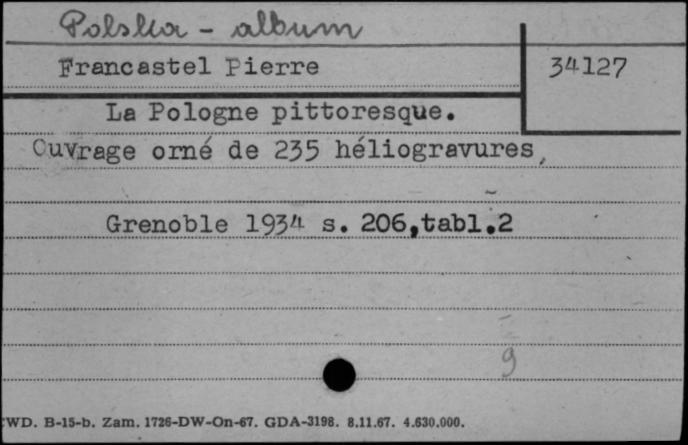 Polska - album
Francastel Pierre 34127
La Pologne pittoresque.
Ouvrage orné de 235 héliogravures,
Grenoble 1934 s. 206,tabl.2
9
CWD. B-15-b. Zam. 1726-DW-On-67. GDA-3198. 8.11.67. 4.630.000.